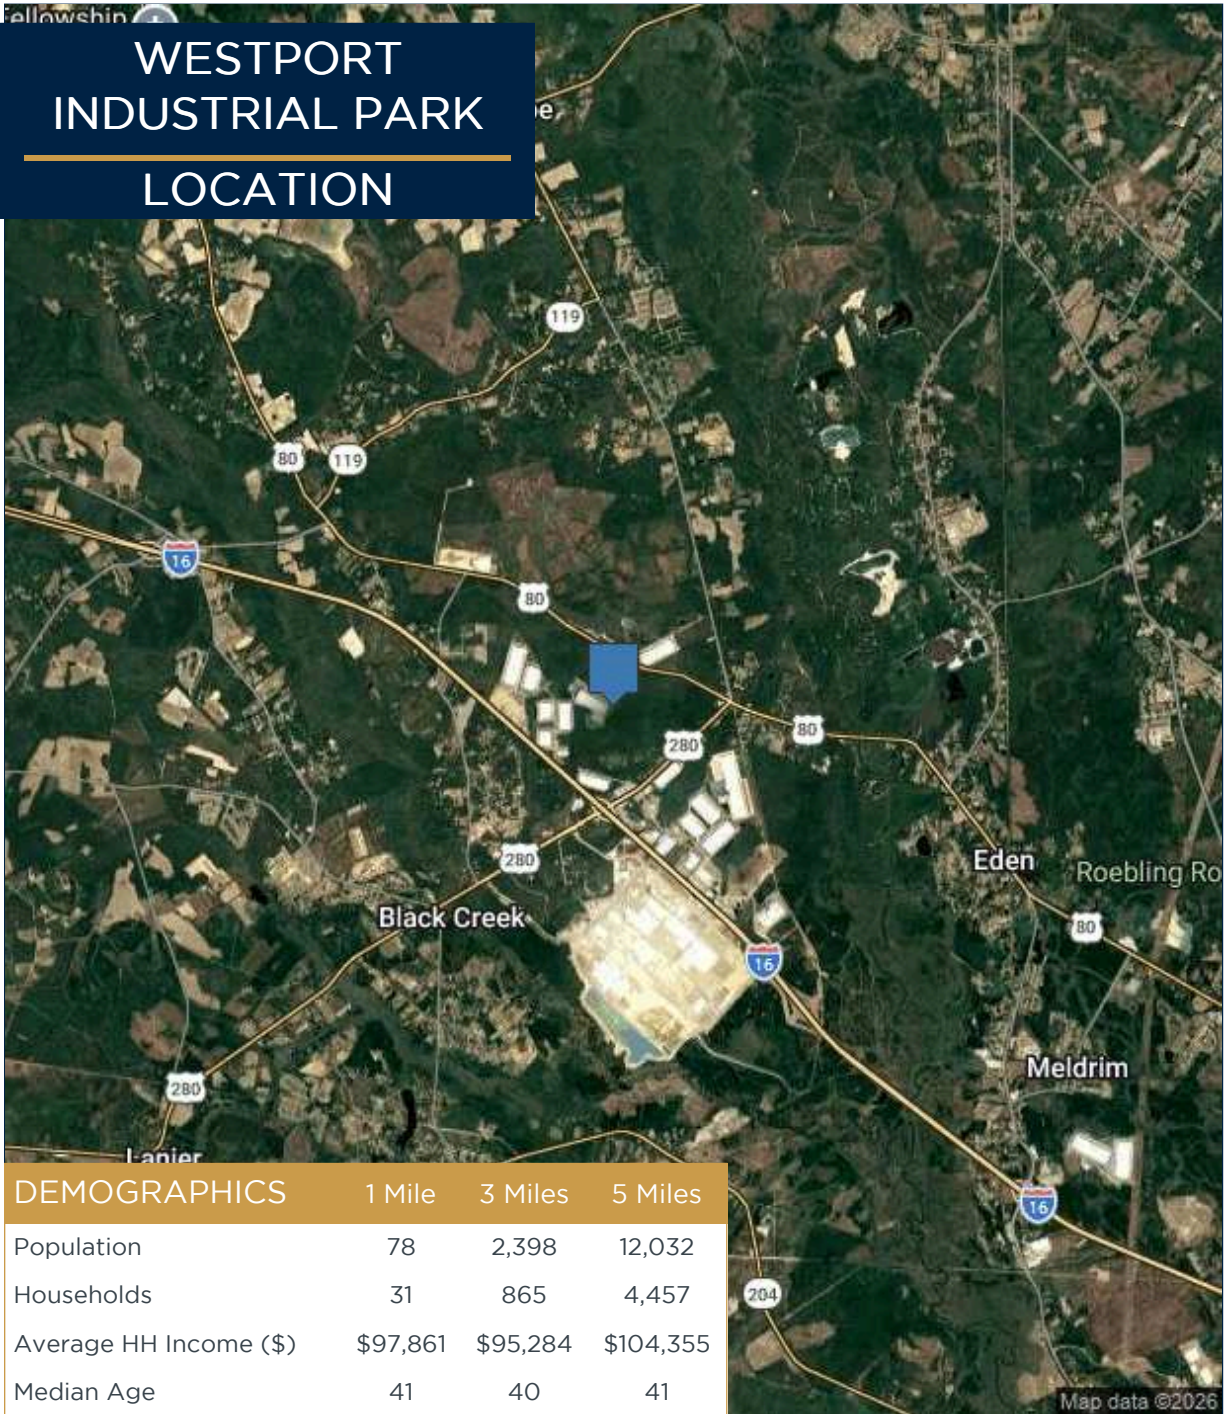 Fellowship
WESTPORT
INDUSTRIAL PARK
LOCATION
119
80
119
16
80
80
280
280
Eden
Roebling Ro
Black Creek
80
16
Meldrim
280
Lanier
16
204
DEMOGRAPHICS 1 Mile 3 Miles 5 Miles
Population 78 2,398 12,032
Households 31 865 4,457
Average HH Income ($) $97,861 $95,284 $104,355
Median Age 41 40 41
Map data ©2026